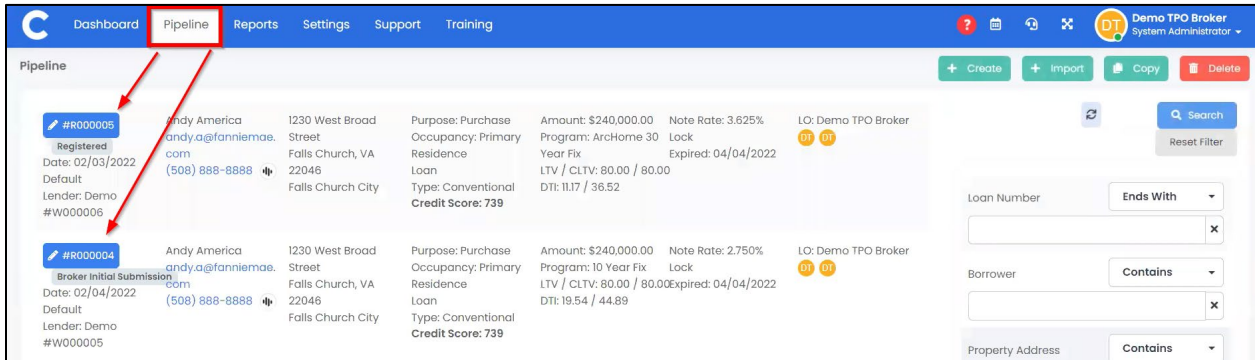 Dashboard Pipeline Reports Settings Support Training
? DT Demo TPO Broker
System Administrator
Pipeline
+ Create + Import Copy Delete
#R000005
Registered
Date: 02/03/2022
Default
Lender: Demo
#W000006
Andy America
andy.a@fanniemae.
com
(508) 888-8888
1230 West Broad
Street
Falls Church, VA
22046
Falls Church City
Purpose: Purchase
Occupancy: Primary
Residence
Loan
Type: Conventional
Credit Score: 739
Amount: $240,000.00
Program: ArcHome 30
Year Fix
LTV / CLTV: 80.00 / 80.00
DTI: 11.17 / 36.52
Note Rate: 3.625%
Lock
Expired: 04/04/2022
LO: Demo TPO Broker
DT DT
#R000004
Broker Initial Submission
Date: 02/04/2022
Default
Lender: Demo
#W000005
Andy America
andy.a@fanniemae.
com
(508) 888-8888
1230 West Broad
Street
Falls Church, VA
22046
Falls Church City
Purpose: Purchase
Occupancy: Primary
Residence
Loan
Type: Conventional
Credit Score: 739
Amount: $240,000.00
Program: 10 Year Fix
LTV / CLTV: 80.00 / 80.00
DTI: 19.54 / 44.89
Note Rate: 2.750%
Lock
Expired: 04/04/2022
LO: Demo TPO Broker
DT DT
Search
Reset Filter
Loan Number Ends With
Borrower Contains
Property Address Contains